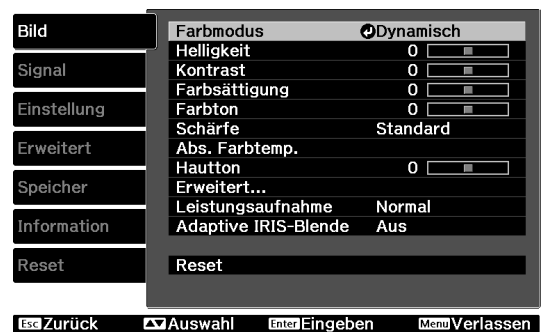 Bild
Signal
Einstellung
Erweitert
Speicher
Information
Reset
Farbmodus Dynamisch
Helligkeit 0
Kontrast 0
Farbsättigung 0
Farbton 0
Schärfe Standard
Abs. Farbtemp.
Hautton 0
Erweitert...
Leistungsaufnahme Normal
Adaptive IRIS-Blende Aus
Reset
Esc Zurück Auswahl Enter Eingeben Menu Verlassen